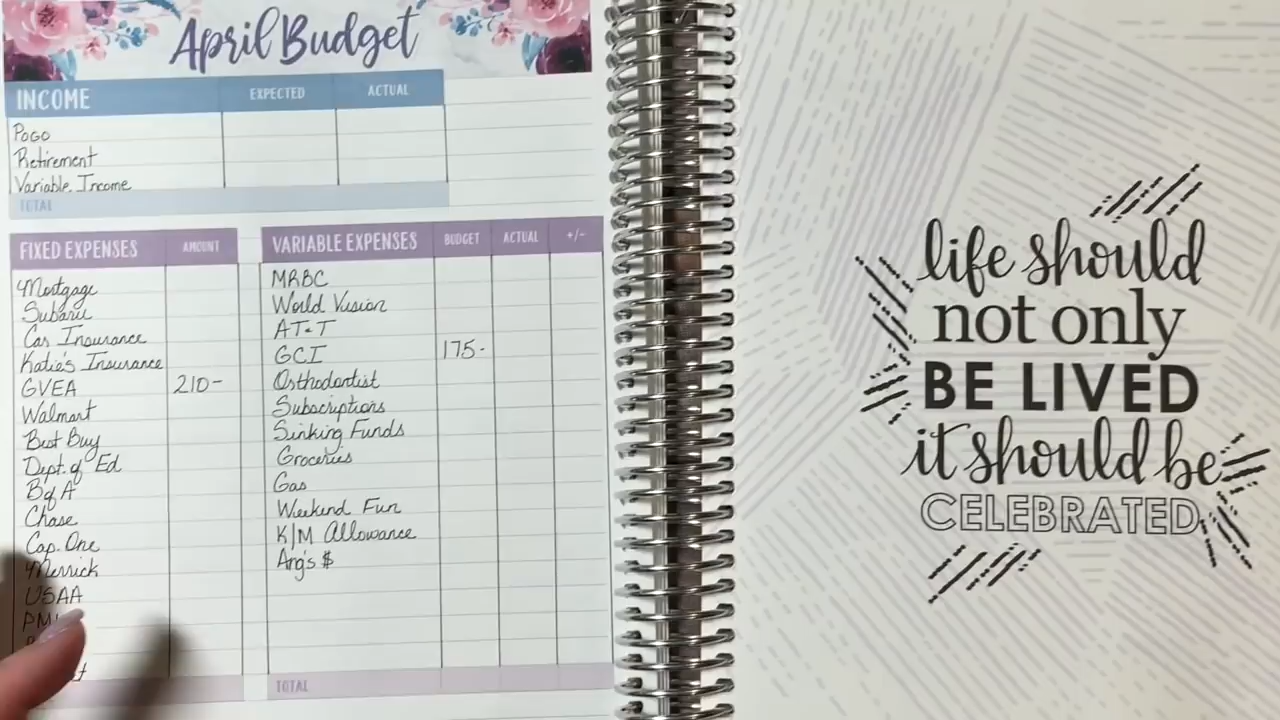 April Budget
INCOME EXPECTED ACTUAL
Pogo
Retirement
Variable Income
TOTAL
FIXED EXPENSES AMOUNT
Mortgage
Subaru
Car Insurance
Katie's Insurance
GVEA 210-
Walmart
Best Buy
Dept. of Ed
B of A
Chase
Cap. One
Merrick
USAA
VARIABLE EXPENSES BUDGET ACTUAL +/-
MRBC
World Vision
AT&T
GCI 175-
Orthodontist
Subscriptions
Sinking Funds
Groceries
Gas
Weekend Fun
K/M Allowance
Ang's $
TOTAL
life should
not only
BE LIVED
it should be
CELEBRATED